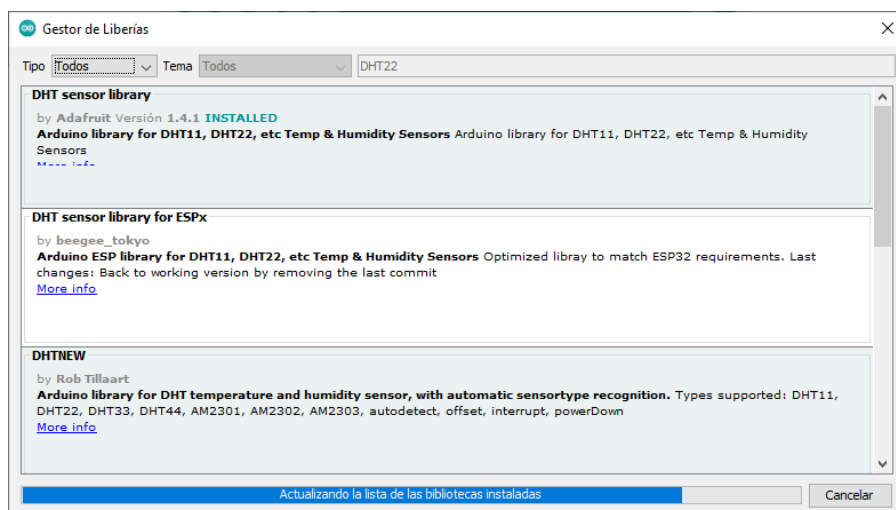 Gestor de Liberías
Tipo Todos Tema Todos DHT22
DHT sensor library
by Adafruit Versión 1.4.1 INSTALLED
Arduino library for DHT11, DHT22, etc Temp & Humidity Sensors Arduino library for DHT11, DHT22, etc Temp & Humidity
Sensors
More info
DHT sensor library for ESPx
by beegee_tokyo
Arduino ESP library for DHT11, DHT22, etc Temp & Humidity Sensors Optimized libray to match ESP32 requirements. Last
changes: Back to working version by removing the last commit
More info
DHTNEW
by Rob Tillaart
Arduino library for DHT temperature and humidity sensor, with automatic sensortype recognition. Types supported: DHT11,
DHT22, DHT33, DHT44, AM2301, AM2302, AM2303, autodetect, offset, interrupt, powerDown
More info
Actualizando la lista de las bibliotecas instaladas
Cancelar